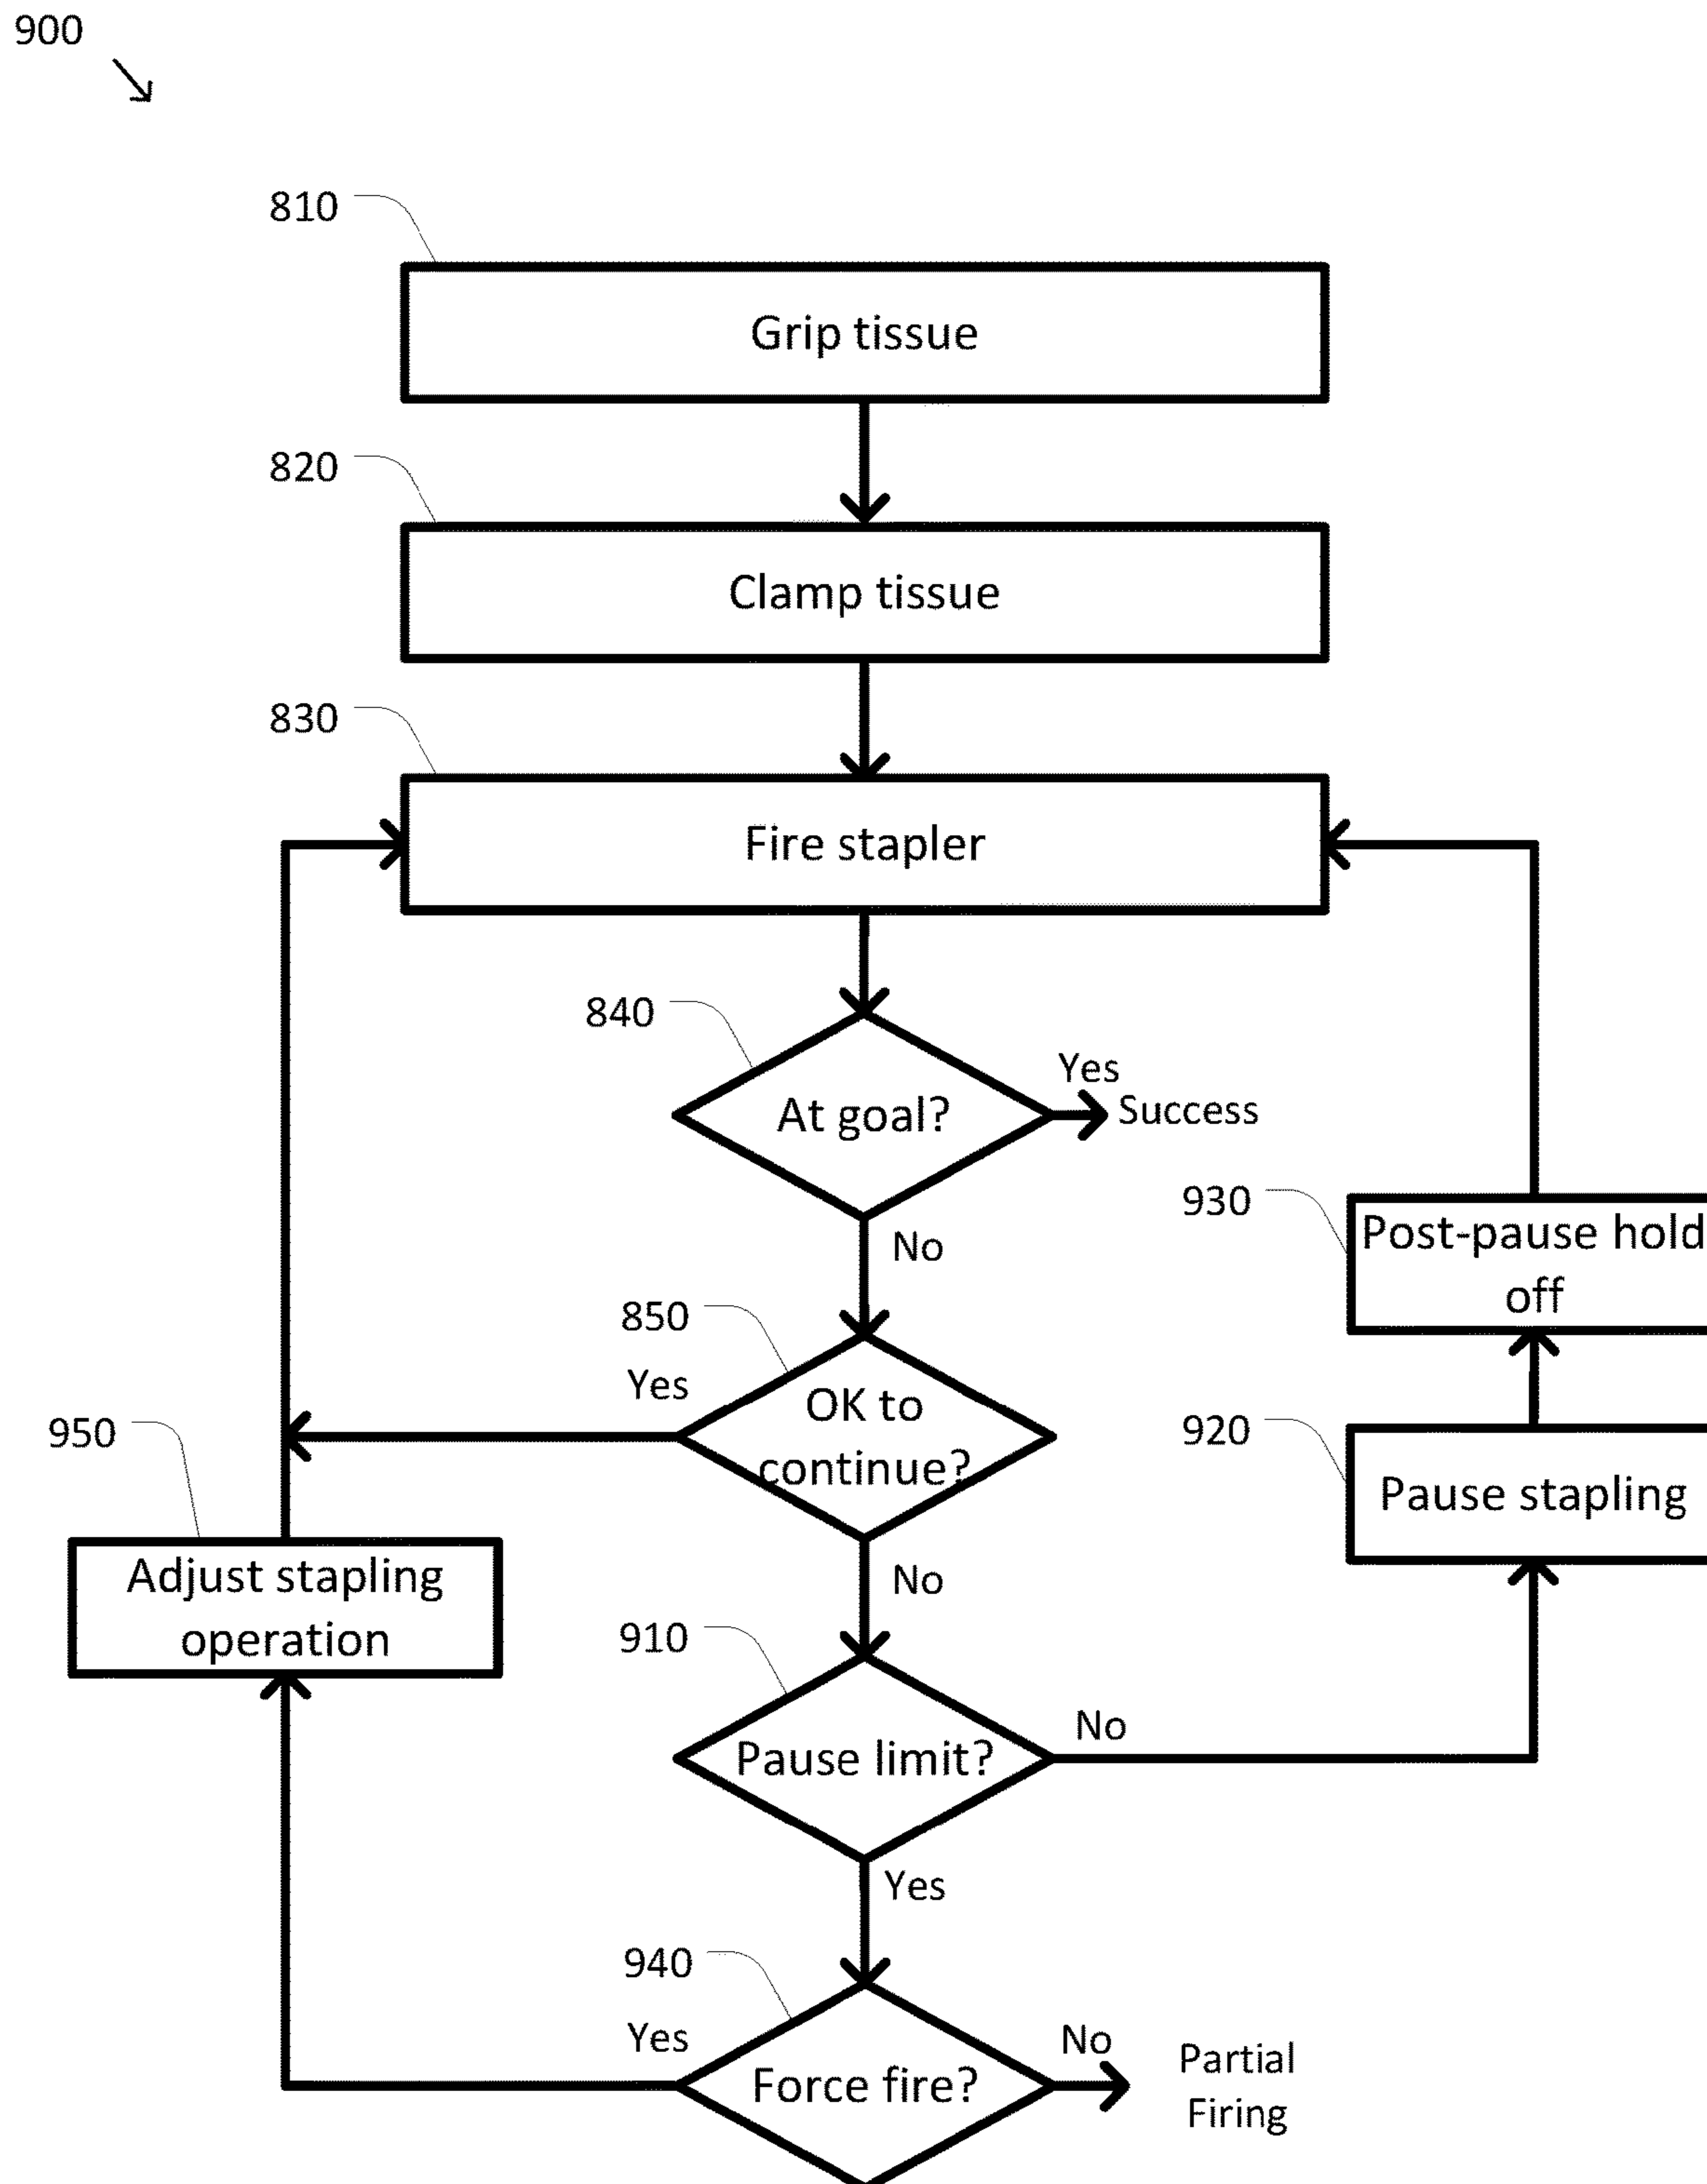 900
810
Grip tissue
820
Clamp tissue
830
Fire stapler
840
At goal?
Yes
Success
No
930
Post-pause hold
off
850
Yes
OK to
continue?
950
920
Pause stapling
Adjust stapling
operation
No
910
Pause limit?
No
Yes
940
Yes
Force fire?
No
Partial
Firing